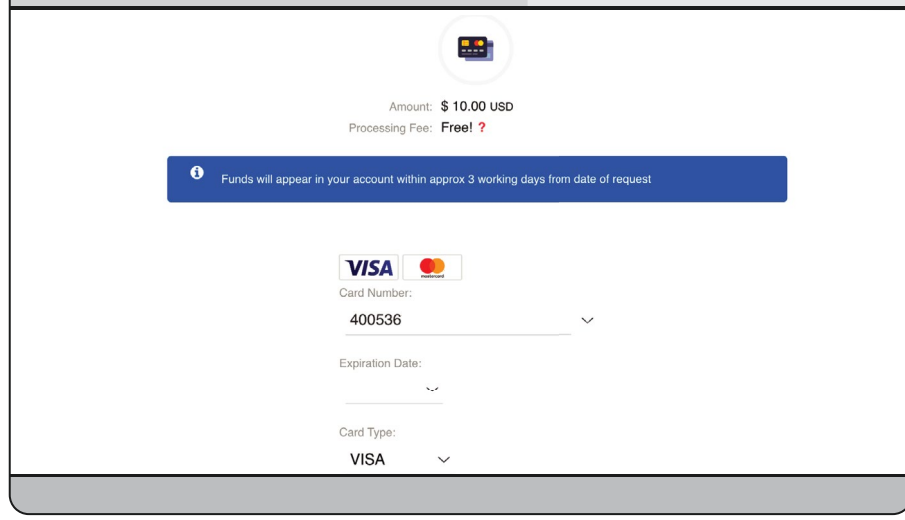 Amount: $ 10.00 USD
Processing Fee: Free! ?
Funds will appear in your account within approx 3 working days from date of request
VISA mastercard
Card Number:
400536
Expiration Date:
Card Type:
VISA